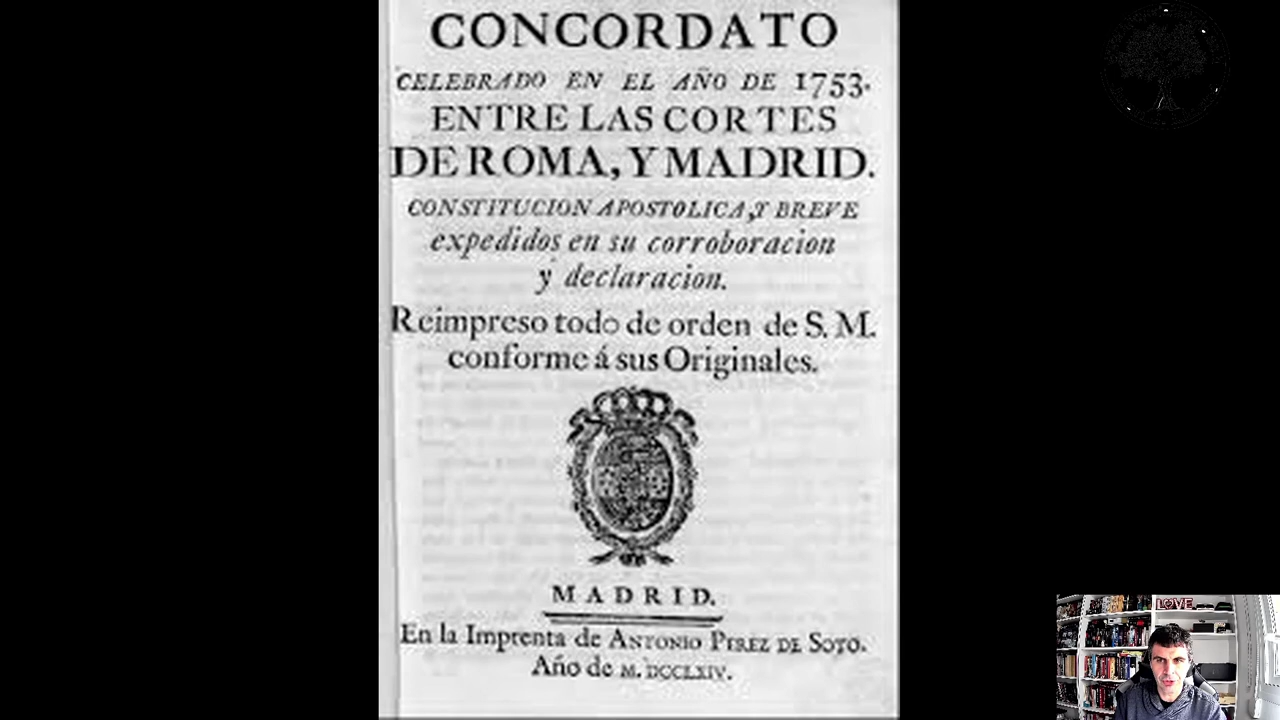 CONCORDATO
CELEBRADO EN EL AÑO DE 1753.
ENTRE LAS CORTES
DE ROMA, Y MADRID.
CONSTITUCION APOSTOLICA, Y BREVE
expedidos en su corroboracion
y declaracion.
Reimpreso todo de orden de S. M.
conforme á sus Originales.
MADRID.
En la Imprenta de ANTONIO PEREZ DE SOTO.
Año de M.DCCLXIV.
LOVE